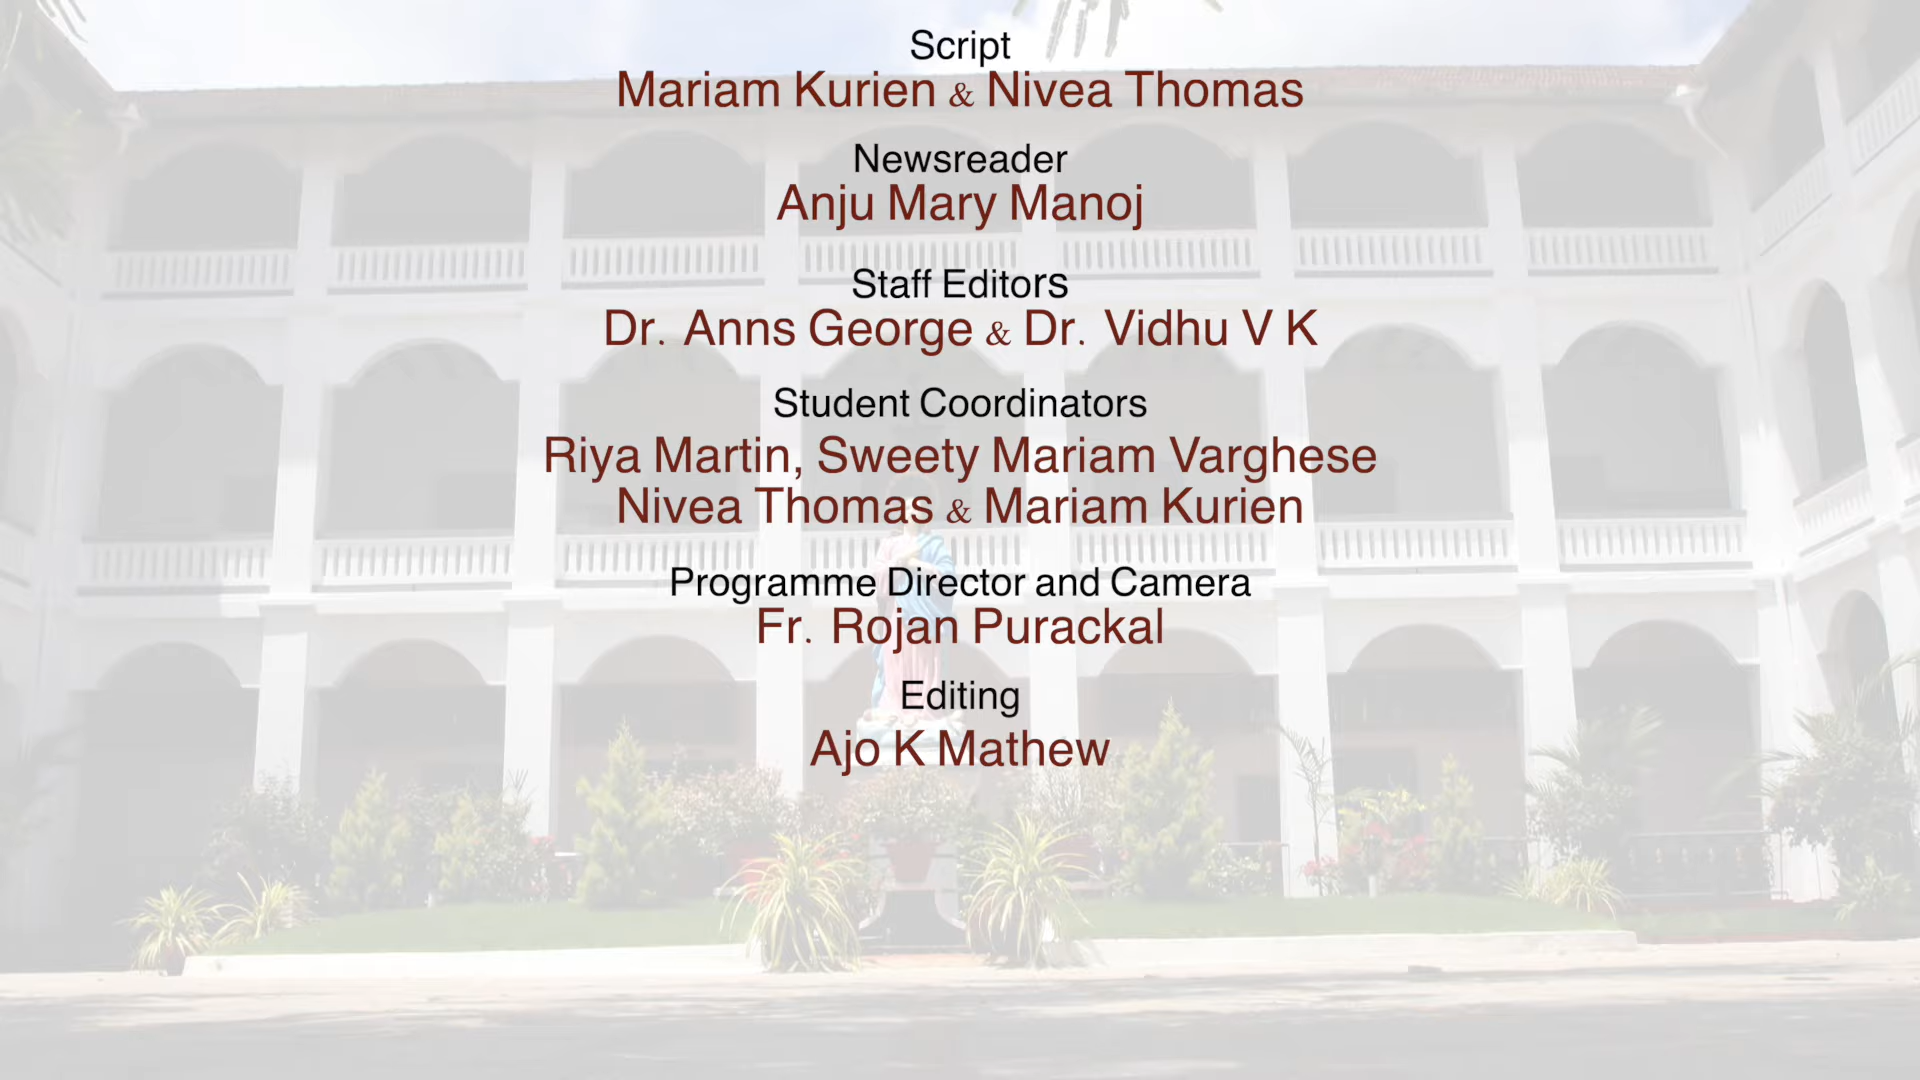 Script
Mariam Kurien & Nivea Thomas
Newsreader
Anju Mary Manoj
Staff Editors
Dr. Anns George & Dr. Vidhu V K
Student Coordinators
Riya Martin, Sweety Mariam Varghese
Nivea Thomas & Mariam Kurien
Programme Director and Camera
Fr. Rojan Purackal
Editing
Ajo K Mathew